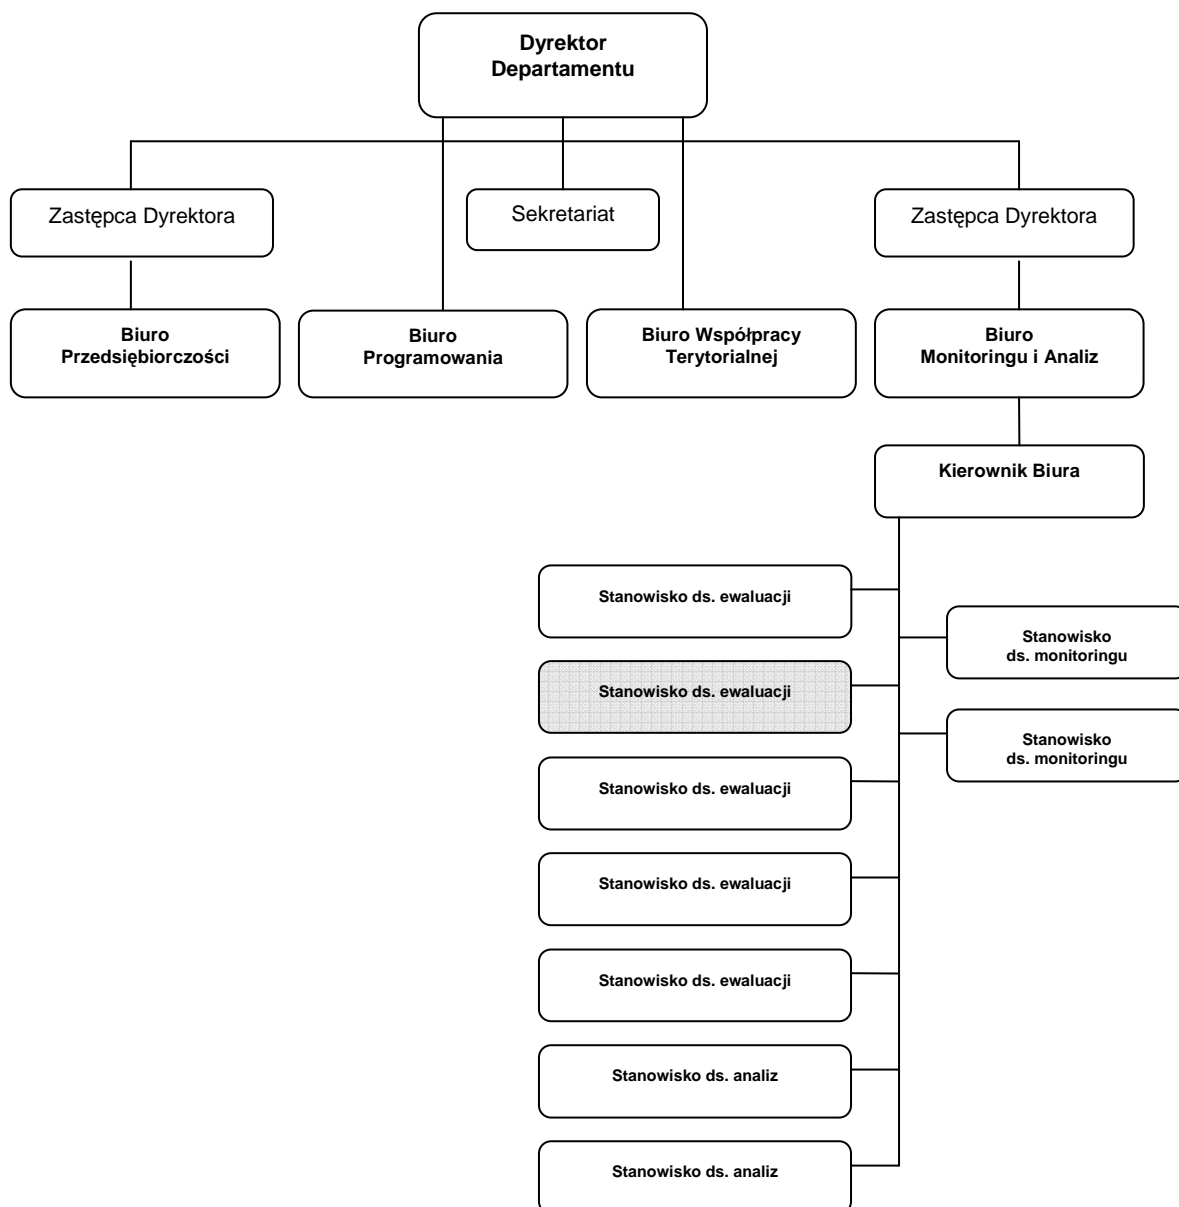 Dyrektor
Departamentu
Zastępca Dyrektora
Sekretariat
Zastępca Dyrektora
Biuro
Przedsiębiorczości
Biuro
Programowania
Biuro Współpracy
Terytorialnej
Biuro
Monitoringu i Analiz
Kierownik Biura
Stanowisko ds. ewaluacji
Stanowisko
ds. monitoringu
Stanowisko ds. ewaluacji
Stanowisko
ds. monitoringu
Stanowisko ds. ewaluacji
Stanowisko ds. ewaluacji
Stanowisko ds. ewaluacji
Stanowisko ds. analiz
Stanowisko ds. analiz